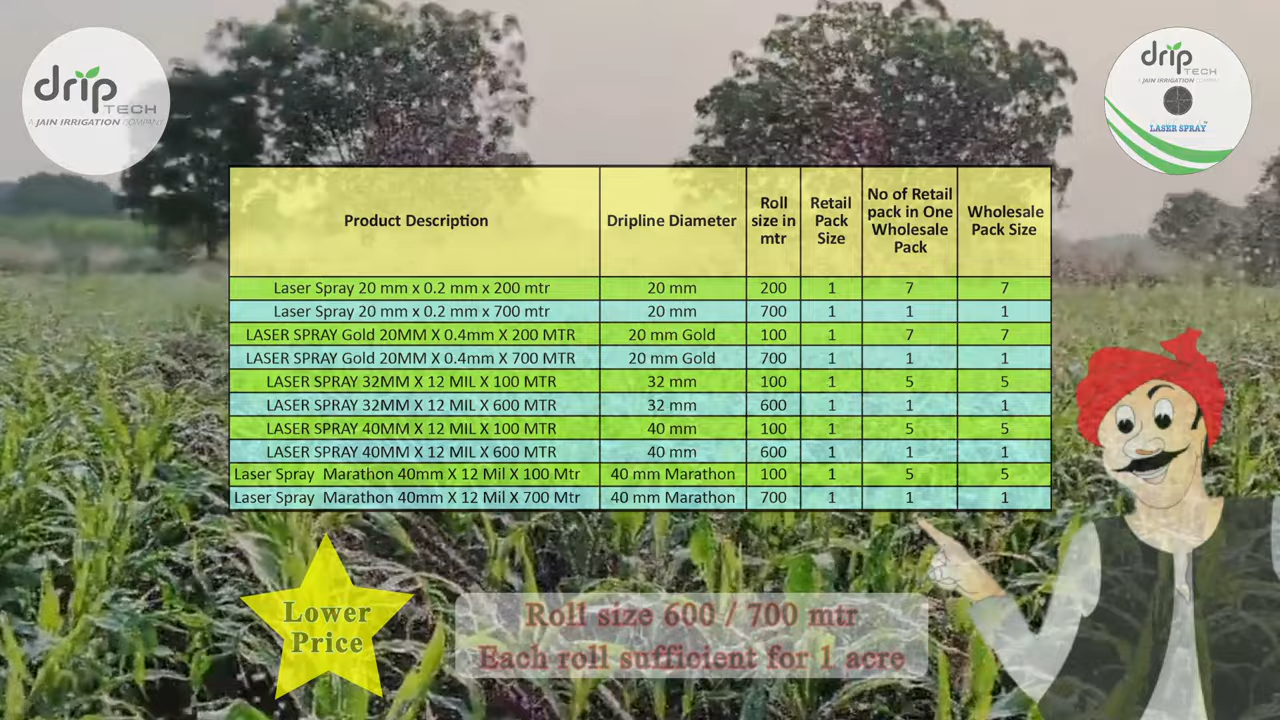 drip
TECH
A JAIN IRRIGATION COMPANY
drip
TECH
A JAIN IRRIGATION COMPANY
LASER SPRAY™
Product Description Dripline Diameter Roll size in mtr Retail Pack Size No of Retail pack in One Wholesale Pack Wholesale Pack Size
Laser Spray 20 mm x 0.2 mm x 200 mtr 20 mm 200 1 7 7
Laser Spray 20 mm x 0.2 mm x 700 mtr 20 mm 700 1 1 1
LASER SPRAY Gold 20MM X 0.4mm X 200 MTR 20 mm Gold 100 1 7 7
LASER SPRAY Gold 20MM X 0.4mm X 700 MTR 20 mm Gold 700 1 1 1
LASER SPRAY 32MM X 12 MIL X 100 MTR 32 mm 100 1 5 5
LASER SPRAY 32MM X 12 MIL X 600 MTR 32 mm 600 1 1 1
LASER SPRAY 40MM X 12 MIL X 100 MTR 40 mm 100 1 5 5
LASER SPRAY 40MM X 12 MIL X 600 MTR 40 mm 600 1 1 1
Laser Spray Marathon 40mm X 12 Mil X 100 Mtr 40 mm Marathon 100 1 5 5
Laser Spray Marathon 40mm X 12 Mil X 700 Mtr 40 mm Marathon 700 1 1 1
Lower
Price
Roll size 600 / 700 mtr
Each roll sufficient for 1 acre